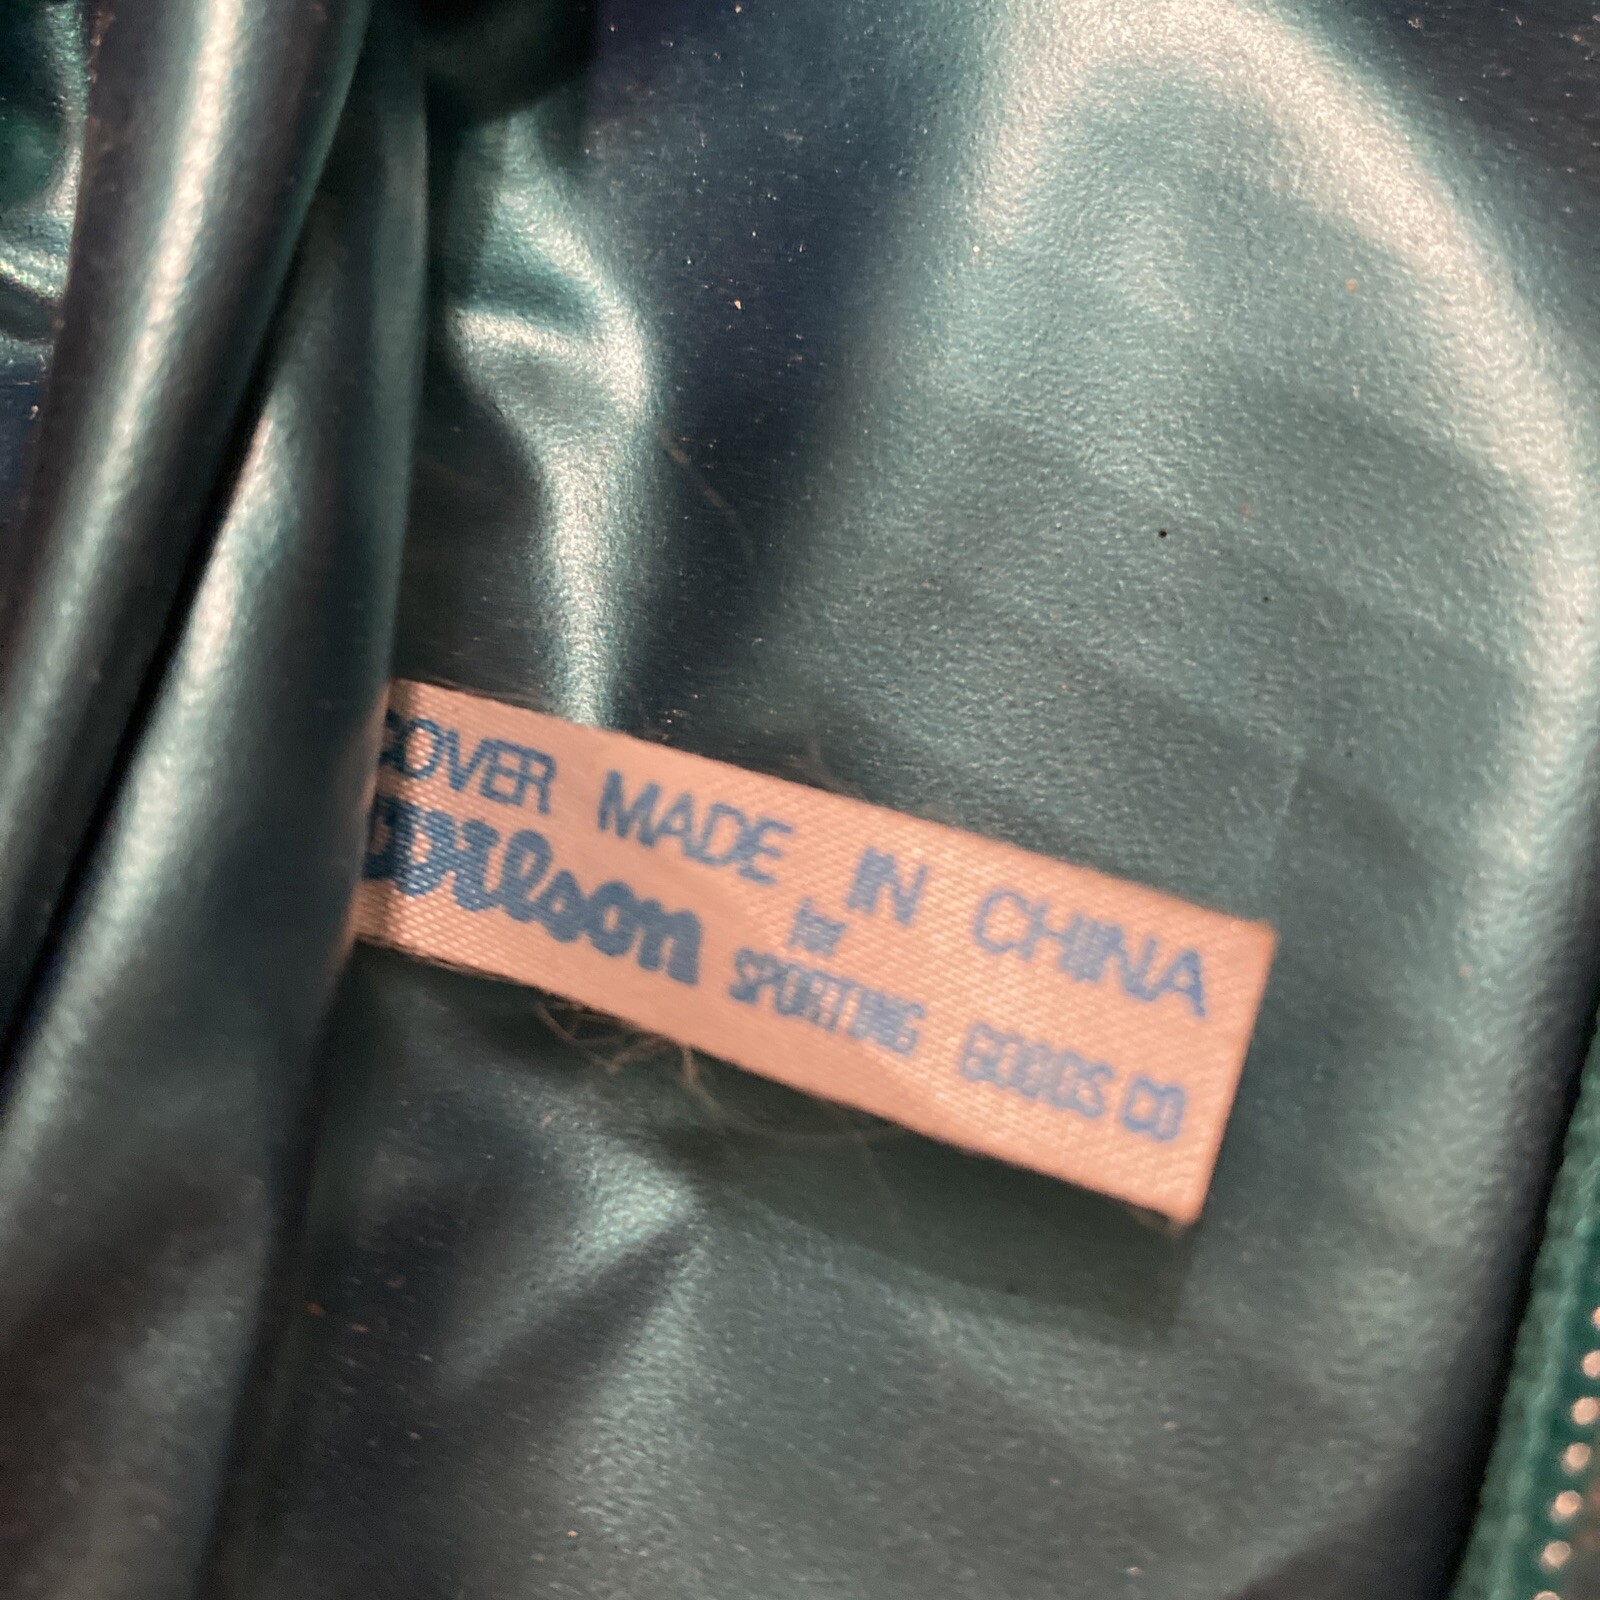 COVER MADE IN CHINA
for
Wilson SPORTING GOODS CO